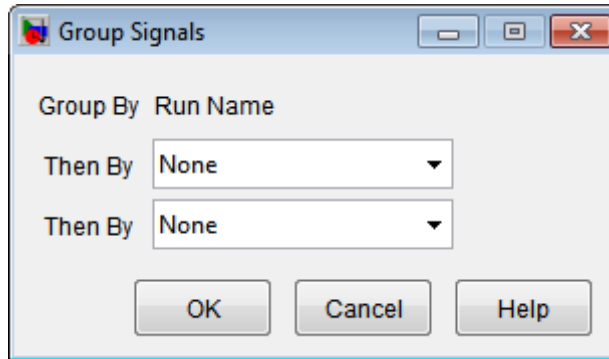 Group Signals
Group By Run Name
Then By None
Then By None
OK Cancel Help